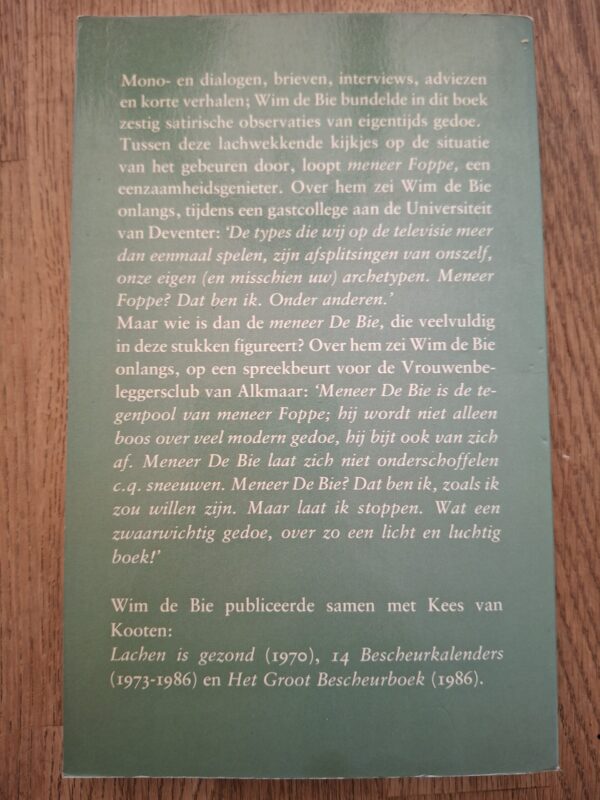 Mono- en dialogen, brieven, interviews, adviezen
en korte verhalen; Wim de Bie bundelde in dit boek
zestig satirische observaties van eigentijds gedoe.
Tussen deze lachwekkende kijkjes op de situatie
van het gebeuren door, loopt meneer Foppe, een
eenzaamheidsgenieter. Over hem zei Wim de Bie
onlangs, tijdens een gastcollege aan de Universiteit
van Deventer: ‘De types die wij op de televisie meer
dan eenmaal spelen, zijn afsplitsingen van onszelf,
onze eigen (en misschien uw) archetypen. Meneer
Foppe? Dat ben ik. Onder anderen.’
Maar wie is dan de meneer De Bie, die veelvuldig
in deze stukken figureert? Over hem zei Wim de Bie
onlangs, op een spreekbeurt voor de Vrouwenbe-
leggersclub van Alkmaar: ‘Meneer De Bie is de te-
genpool van meneer Foppe; hij wordt niet alleen
boos over veel modern gedoe, hij bijt ook van zich
af. Meneer De Bie laat zich niet onderschoffelen
c.q. sneeuwen. Meneer De Bie? Dat ben ik, zoals ik
zou willen zijn. Maar laat ik stoppen. Wat een
zwaarwichtig gedoe, over zo een licht en luchtig
boek!’
Wim de Bie publiceerde samen met Kees van
Kooten:
Lachen is gezond (1970), 14 Bescheurkalenders
(1973-1986) en Het Groot Bescheurboek (1986).